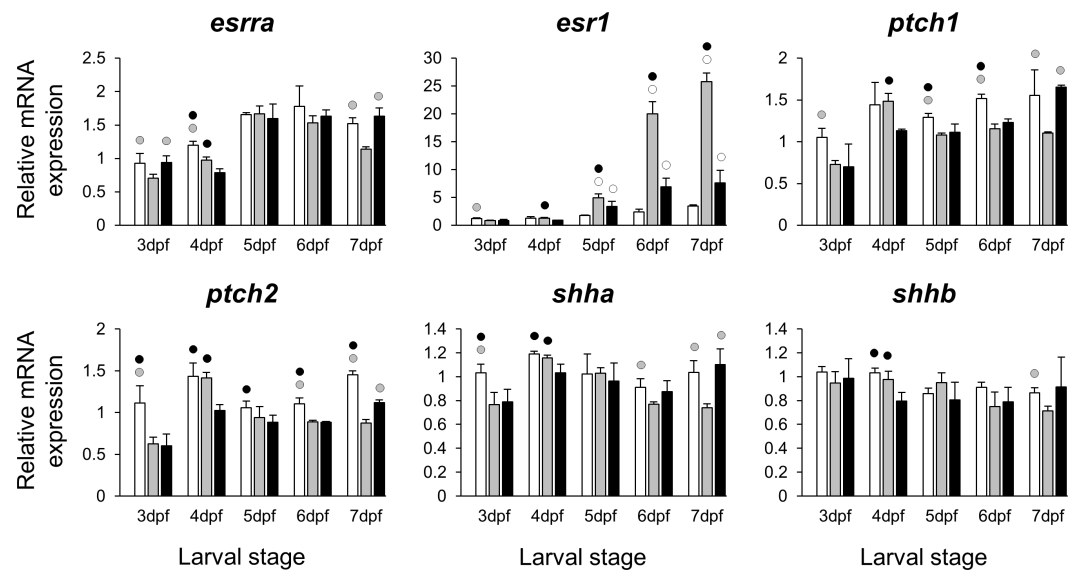 esrra
esr1
ptch1
Relative mRNA
expression
2.5
2
1.5
1
0.5
0
3dpf 4dpf 5dpf 6dpf 7dpf
30
25
20
15
10
5
0
3dpf 4dpf 5dpf 6dpf 7dpf
2
1.5
1
0.5
0
3dpf 4dpf 5dpf 6dpf 7dpf
ptch2
shha
shhb
Relative mRNA
expression
2
1.5
1
0.5
0
3dpf 4dpf 5dpf 6dpf 7dpf
1.4
1.2
1
0.8
0.6
0.4
0.2
0
3dpf 4dpf 5dpf 6dpf 7dpf
1.4
1.2
1
0.8
0.6
0.4
0.2
0
3dpf 4dpf 5dpf 6dpf 7dpf
Larval stage
Larval stage
Larval stage